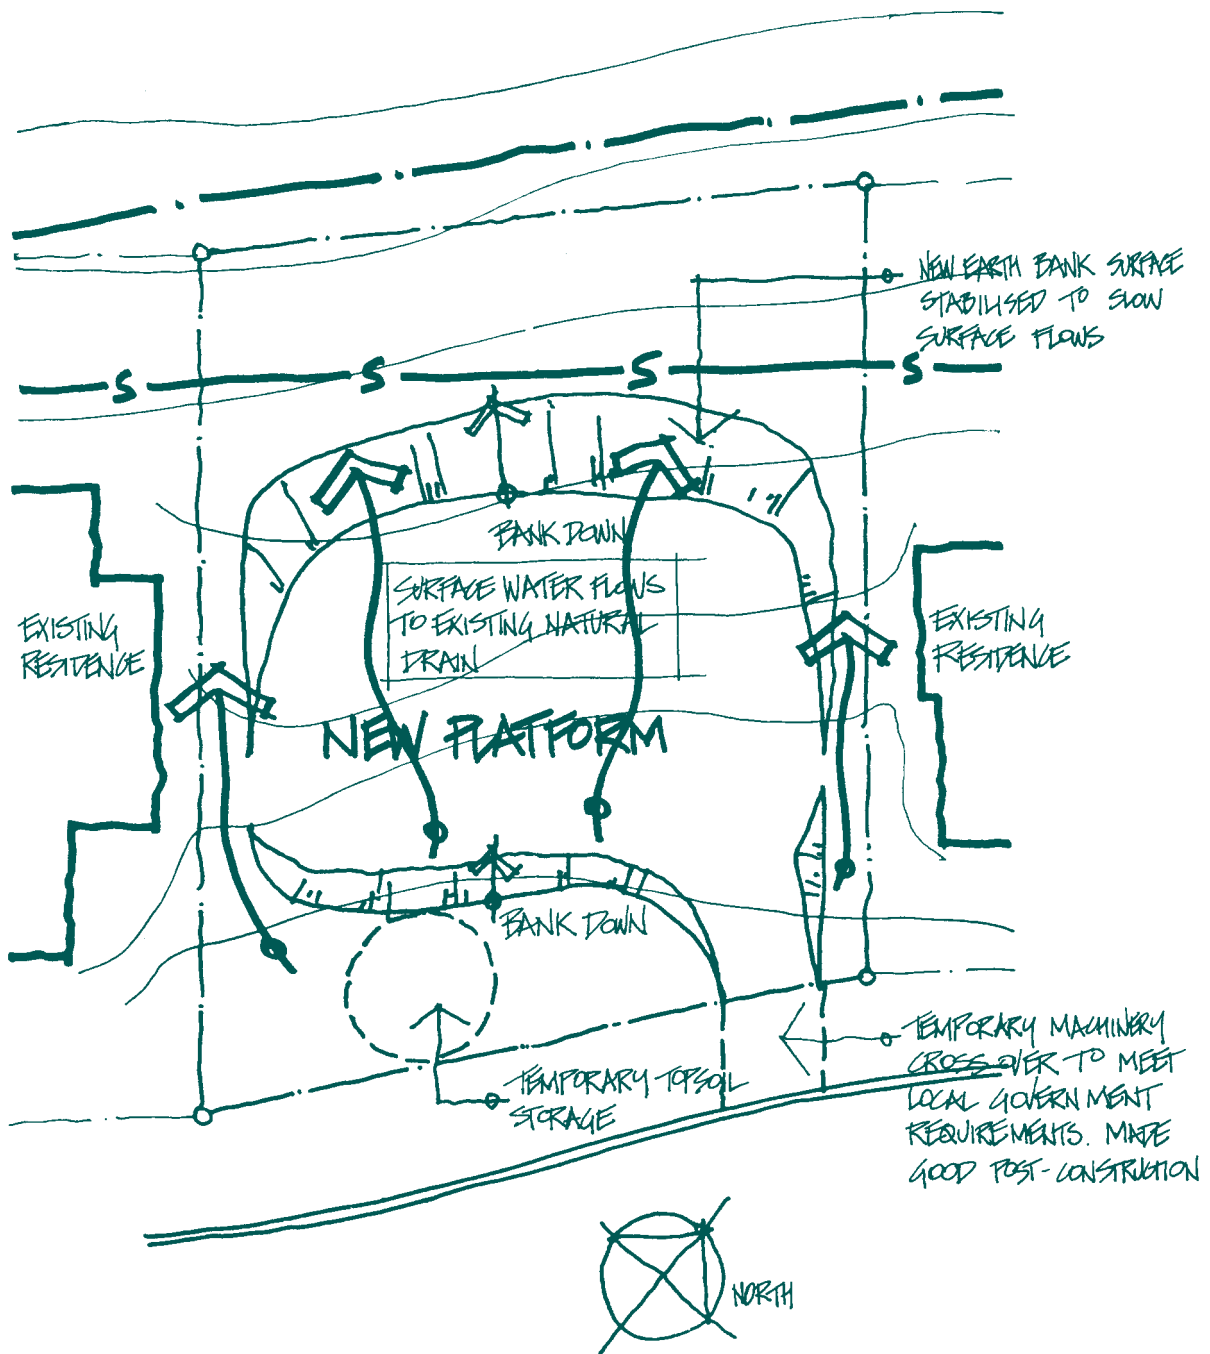 NEW EARTH BANK SURFACE
STABILISED TO SLOW
SURFACE FLOWS
S S S S
BANK DOWN
SURFACE WATER FLOWS
TO EXISTING NATURAL
DRAIN
EXISTING
RESIDENCE
EXISTING
RESIDENCE
NEW PLATFORM
BANK DOWN
TEMPORARY TOPSOIL
STORAGE
TEMPORARY MACHINERY
CROSS-OVER TO MEET
LOCAL GOVERNMENT
REQUIREMENTS. MADE
GOOD POST-CONSTRUCTION
NORTH